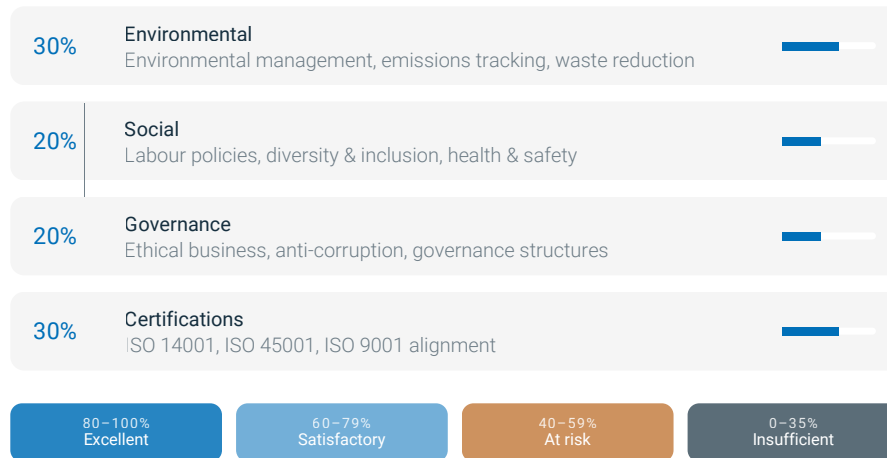 30%
Environmental
Environmental management, emissions tracking, waste reduction
20%
Social
Labour policies, diversity & inclusion, health & safety
20%
Governance
Ethical business, anti-corruption, governance structures
30%
Certifications
ISO 14001, ISO 45001, ISO 9001 alignment
80–100%
Excellent
60–79%
Satisfactory
40–59%
At risk
0–35%
Insufficient